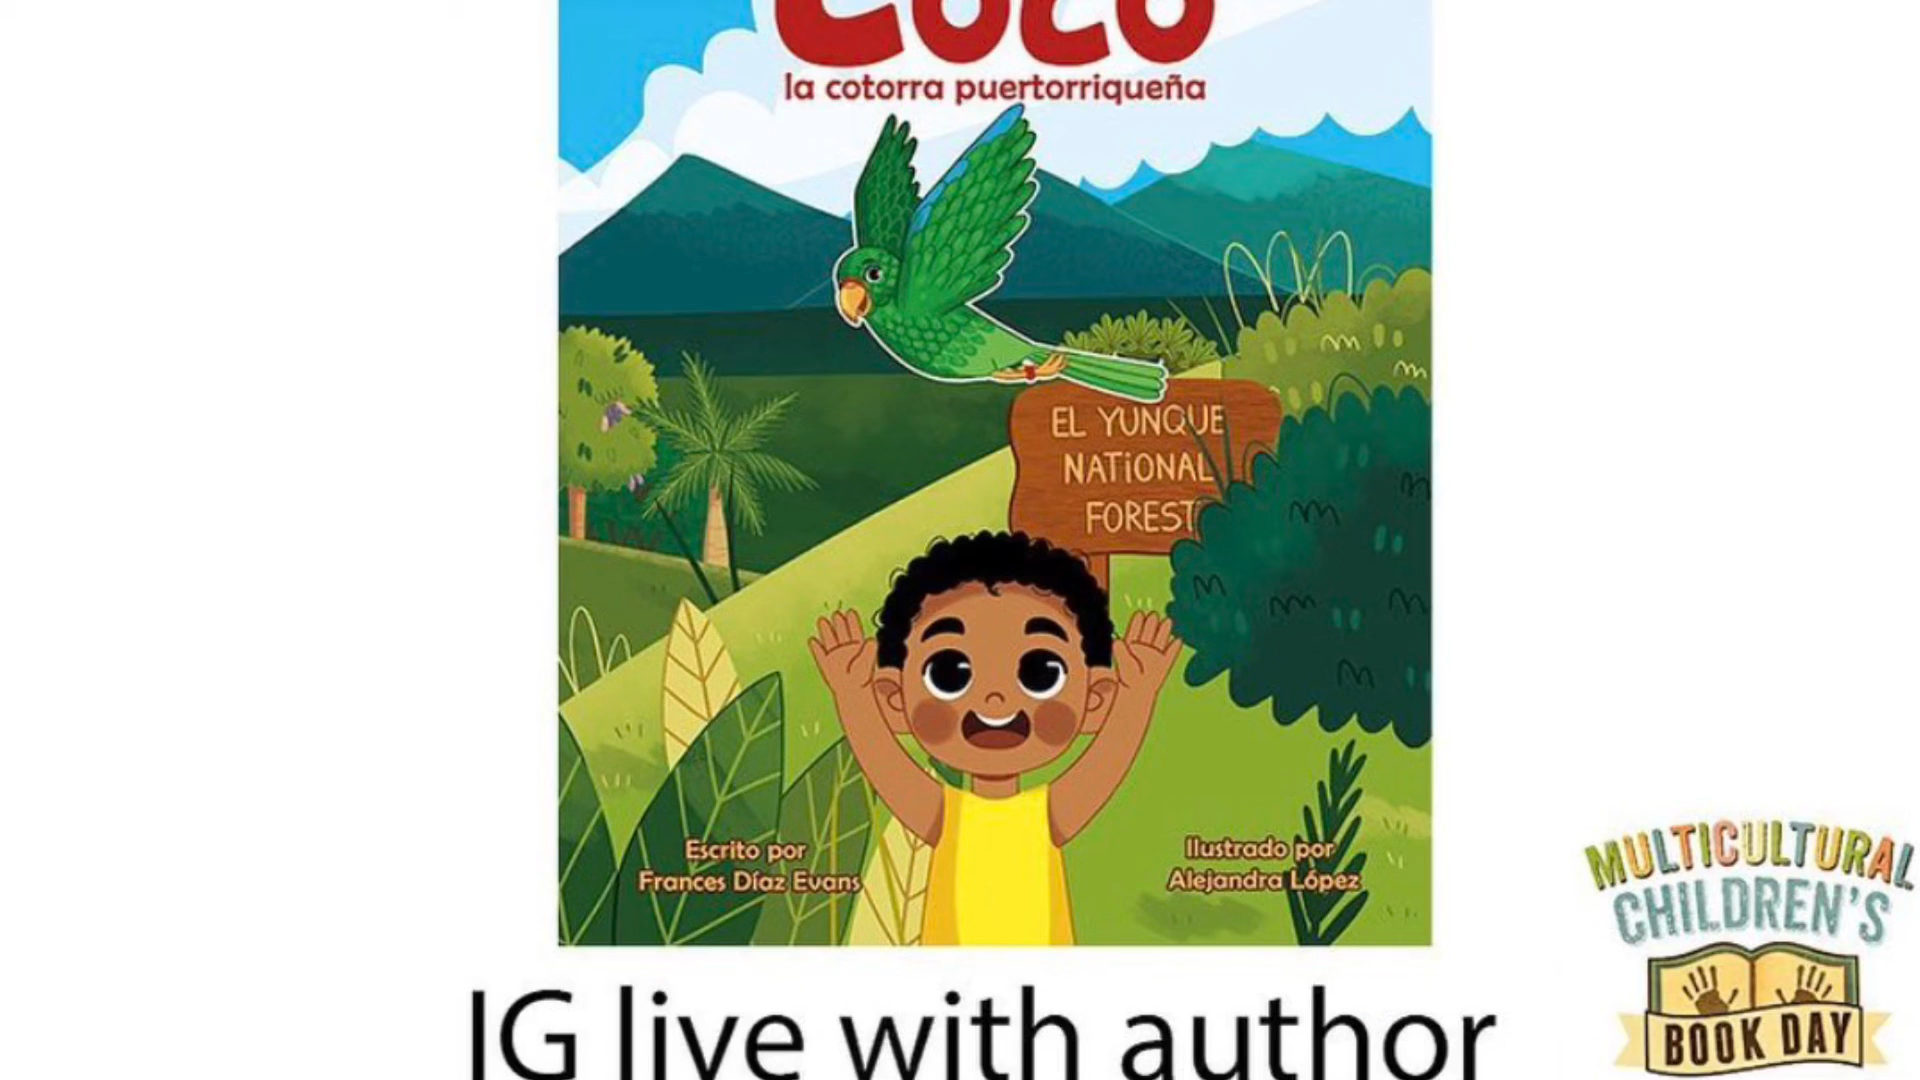 Coco
la cotorra puertorriqueña
EL YUNQUE
NATIONAL
FOREST
Escrito por
Frances Díaz Evans
Ilustrado por
Alejandra López
MULTICULTURAL
CHILDREN'S
BOOK DAY
IG live with author